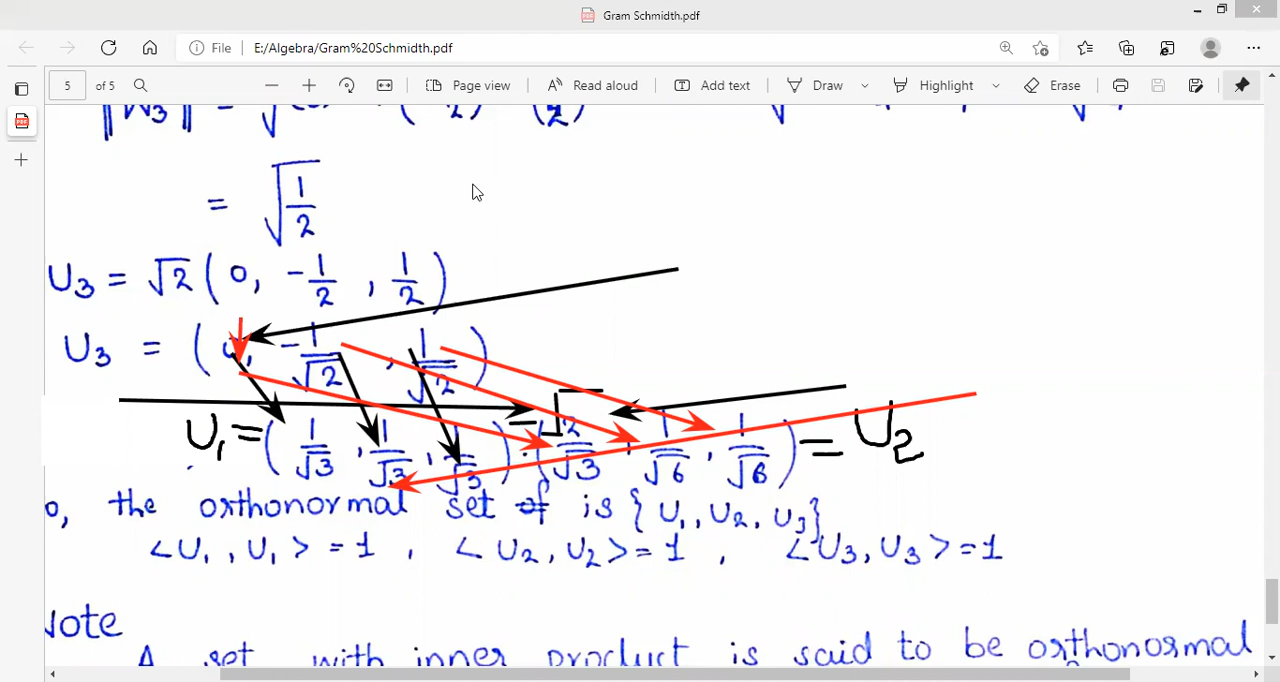 Gram Schmidth.pdf
File E:/Algebra/Gram%20Schmidth.pdf
5 of 5 Page view Read aloud Add text Draw Highlight Erase
= √(1/2)
U₃ = √2 (0, -1/2, 1/2)
U₃ = (0, -1/√2, 1/√2)
U₁ = (1/√3, 1/√3, 1/√3) · (-√2/√3, 1/√6, 1/√6) = U₂
o, the orthonormal set of is {U₁, U₂, U₃}
<U₁, U₁> = 1, <U₂, U₂> = 1, <U₃, U₃> = 1
Note
A set with inner product is said to be orthonormal